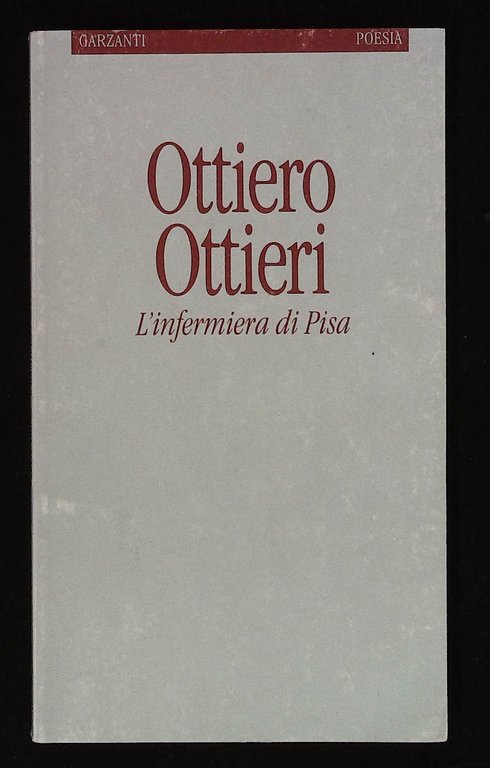 GARZANTI POESIA
Ottiero
Ottieri
L'infermiera di Pisa